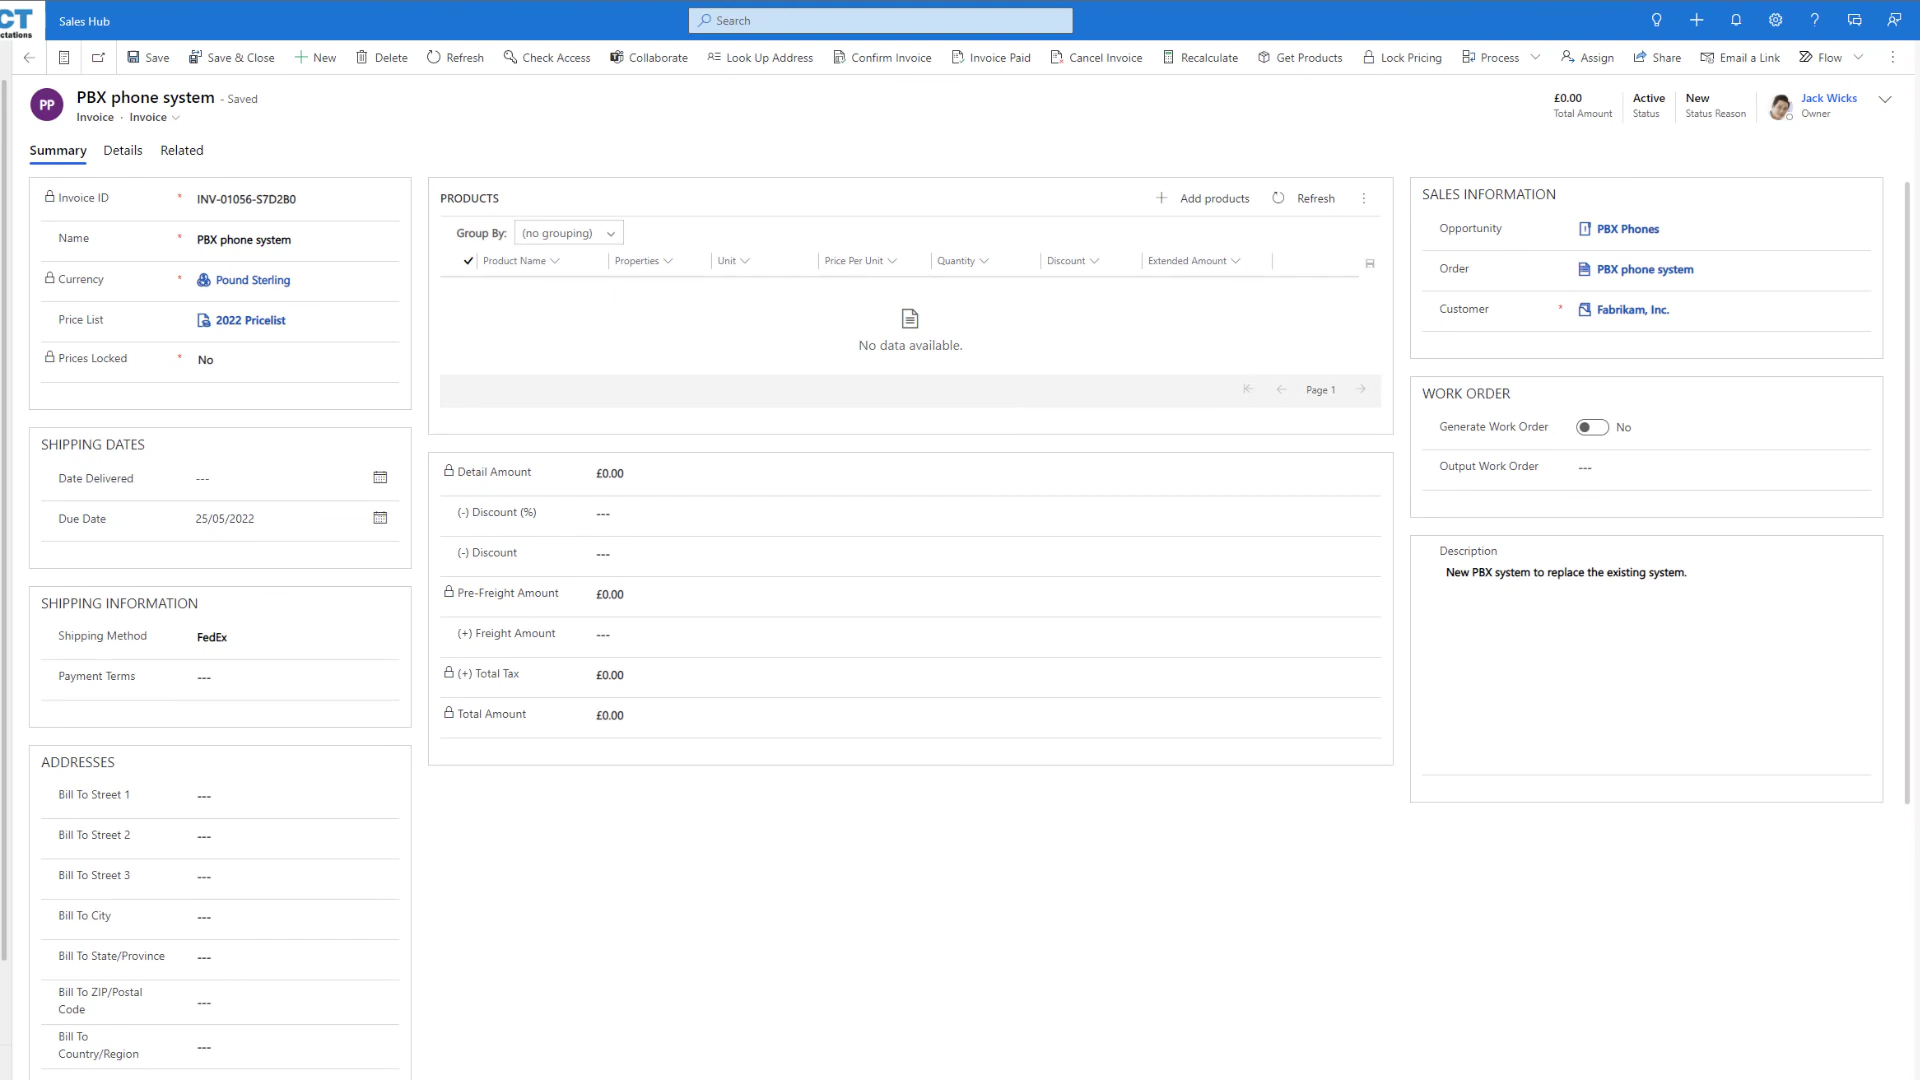 CT
ctations
Sales Hub
Search
Save
Save & Close
New
Delete
Refresh
Check Access
Collaborate
Look Up Address
Confirm Invoice
Invoice Paid
Cancel Invoice
Recalculate
Get Products
Lock Pricing
Process
Assign
Share
Email a Link
Flow
PP
PBX phone system - Saved
Invoice · Invoice
£0.00
Total Amount
Active
Status
New
Status Reason
Jack Wicks
Owner
Summary
Details
Related
Invoice ID * INV-01056-S7D2B0
Name * PBX phone system
Currency * Pound Sterling
Price List 2022 Pricelist
Prices Locked * No
SHIPPING DATES
Date Delivered ---
Due Date 25/05/2022
SHIPPING INFORMATION
Shipping Method FedEx
Payment Terms ---
ADDRESSES
Bill To Street 1 ---
Bill To Street 2 ---
Bill To Street 3 ---
Bill To City ---
Bill To State/Province ---
Bill To ZIP/Postal
Code ---
Bill To
Country/Region ---
PRODUCTS
Add products
Refresh
Group By: (no grouping)
Product Name
Properties
Unit
Price Per Unit
Quantity
Discount
Extended Amount
No data available.
Page 1
Detail Amount £0.00
(-) Discount (%) ---
(-) Discount ---
Pre-Freight Amount £0.00
(+) Freight Amount ---
(+) Total Tax £0.00
Total Amount £0.00
SALES INFORMATION
Opportunity PBX Phones
Order PBX phone system
Customer * Fabrikam, Inc.
WORK ORDER
Generate Work Order No
Output Work Order ---
Description
New PBX system to replace the existing system.